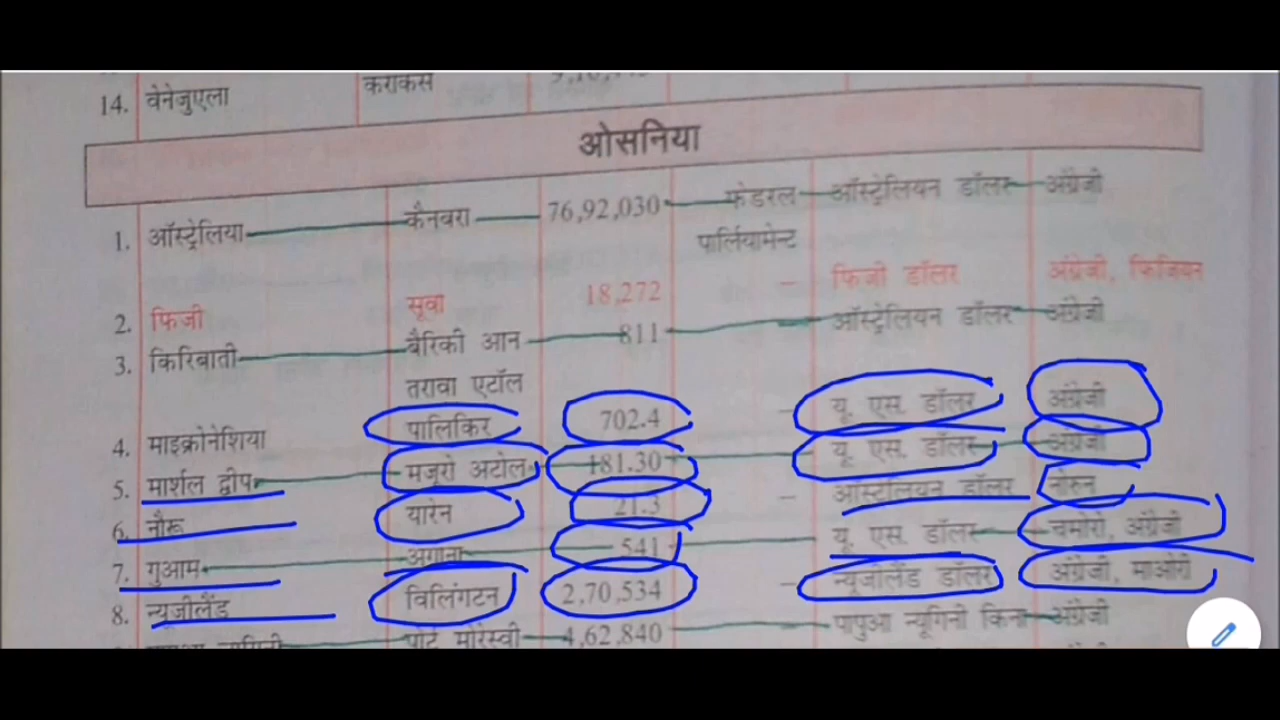 14. वेनेजुएला कराकस
ओसनिया
1. ऑस्ट्रेलिया कैनबरा 76,92,030 फेडरल ऑस्ट्रेलियन डॉलर अंग्रेजी
पार्लियामेन्ट
2. फिजी सूवा 18,272 – फिजी डॉलर अंग्रेजी, फिजियन
3. किरिबाती बैरिकी आन 811 ऑस्ट्रेलियन डॉलर अंग्रेजी
तरावा एटॉल
4. माइक्रोनेशिया पालिकिर 702.4 – यू. एस. डॉलर अंग्रेजी
5. मार्शल द्वीप मजूरो अटोल 181.30 यू. एस. डॉलर अंग्रेजी
6. नौरू यारेन 21.3 – ऑस्ट्रेलियन डॉलर नौरुन
7. गुआम अगाना 541 यू. एस. डॉलर चमोरो, अंग्रेजी
8. न्यूजीलैंड विलिंगटन 2,70,534 – न्यूजीलैंड डॉलर अंग्रेजी, माओरी
पोर्ट मोरेस्वी 4,62,840 पापुआ न्यूगिनी किना अंग्रेजी